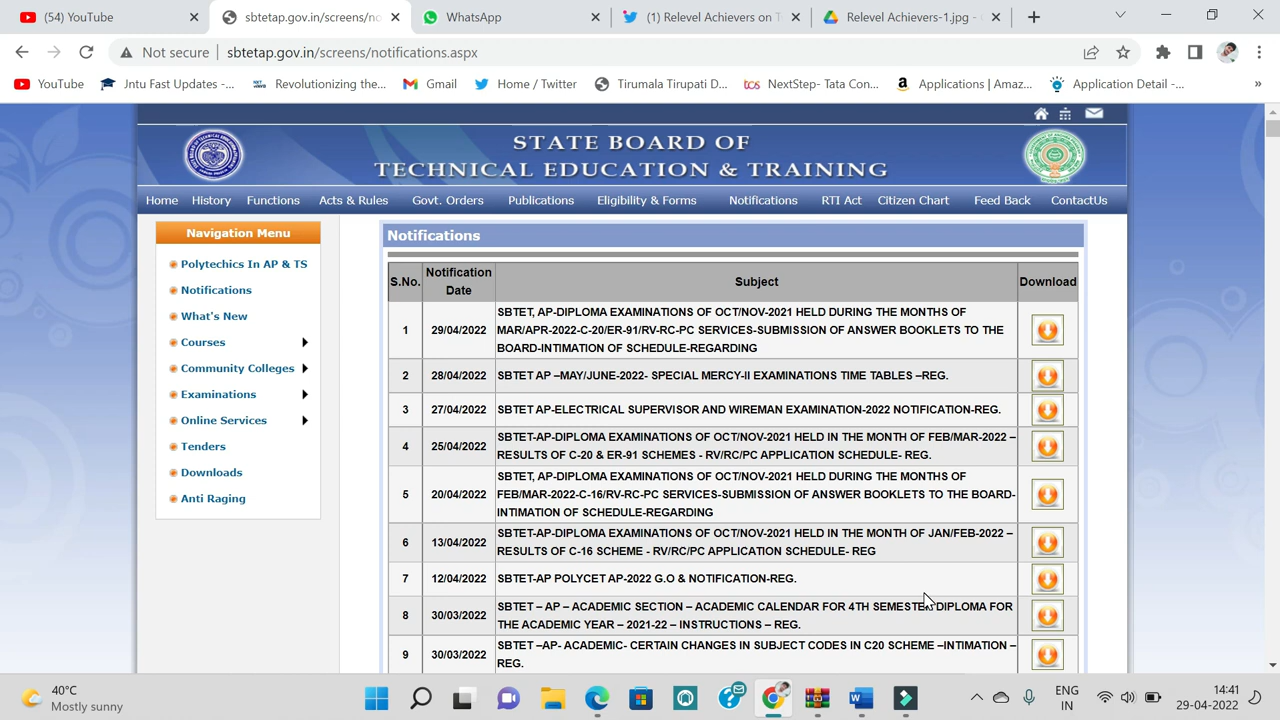 (54) YouTube
sbtetap.gov.in/screens/no
WhatsApp
(1) Relevel Achievers on T
Relevel Achievers-1.jpg -
Not secure
sbtetap.gov.in/screens/notifications.aspx
YouTube
Jntu Fast Updates -...
Revolutionizing the...
Gmail
Home / Twitter
Tirumala Tirupati D...
NextStep- Tata Con...
Applications | Amaz...
Application Detail -...
»
STATE BOARD OF
TECHNICAL EDUCATION & TRAINING
Home History Functions Acts & Rules Govt. Orders Publications Eligibility & Forms Notifications RTI Act Citizen Chart Feed Back ContactUs
Navigation Menu
Polytechics In AP & TS
Notifications
What's New
Courses
Community Colleges
Examinations
Online Services
Tenders
Downloads
Anti Raging
Notifications
S.No.
Notification
Date
Subject
Download
1
29/04/2022
SBTET, AP-DIPLOMA EXAMINATIONS OF OCT/NOV-2021 HELD DURING THE MONTHS OF
MAR/APR-2022-C-20/ER-91/RV-RC-PC SERVICES-SUBMISSION OF ANSWER BOOKLETS TO THE
BOARD-INTIMATION OF SCHEDULE-REGARDING
2
28/04/2022
SBTET AP –MAY/JUNE-2022- SPECIAL MERCY-II EXAMINATIONS TIME TABLES –REG.
3
27/04/2022
SBTET AP-ELECTRICAL SUPERVISOR AND WIREMAN EXAMINATION-2022 NOTIFICATION-REG.
4
25/04/2022
SBTET-AP-DIPLOMA EXAMINATIONS OF OCT/NOV-2021 HELD IN THE MONTH OF FEB/MAR-2022 –
RESULTS OF C-20 & ER-91 SCHEMES - RV/RC/PC APPLICATION SCHEDULE- REG.
5
20/04/2022
SBTET, AP-DIPLOMA EXAMINATIONS OF OCT/NOV-2021 HELD DURING THE MONTHS OF
FEB/MAR-2022-C-16/RV-RC-PC SERVICES-SUBMISSION OF ANSWER BOOKLETS TO THE BOARD-
INTIMATION OF SCHEDULE-REGARDING
6
13/04/2022
SBTET-AP-DIPLOMA EXAMINATIONS OF OCT/NOV-2021 HELD IN THE MONTH OF JAN/FEB-2022 –
RESULTS OF C-16 SCHEME - RV/RC/PC APPLICATION SCHEDULE- REG
7
12/04/2022
SBTET-AP POLYCET AP-2022 G.O & NOTIFICATION-REG.
8
30/03/2022
SBTET – AP – ACADEMIC SECTION – ACADEMIC CALENDAR FOR 4TH SEMESTER DIPLOMA FOR
THE ACADEMIC YEAR – 2021-22 – INSTRUCTIONS – REG.
9
30/03/2022
SBTET –AP- ACADEMIC- CERTAIN CHANGES IN SUBJECT CODES IN C20 SCHEME –INTIMATION –
REG.
40°C
Mostly sunny
ENG
IN
14:41
29-04-2022